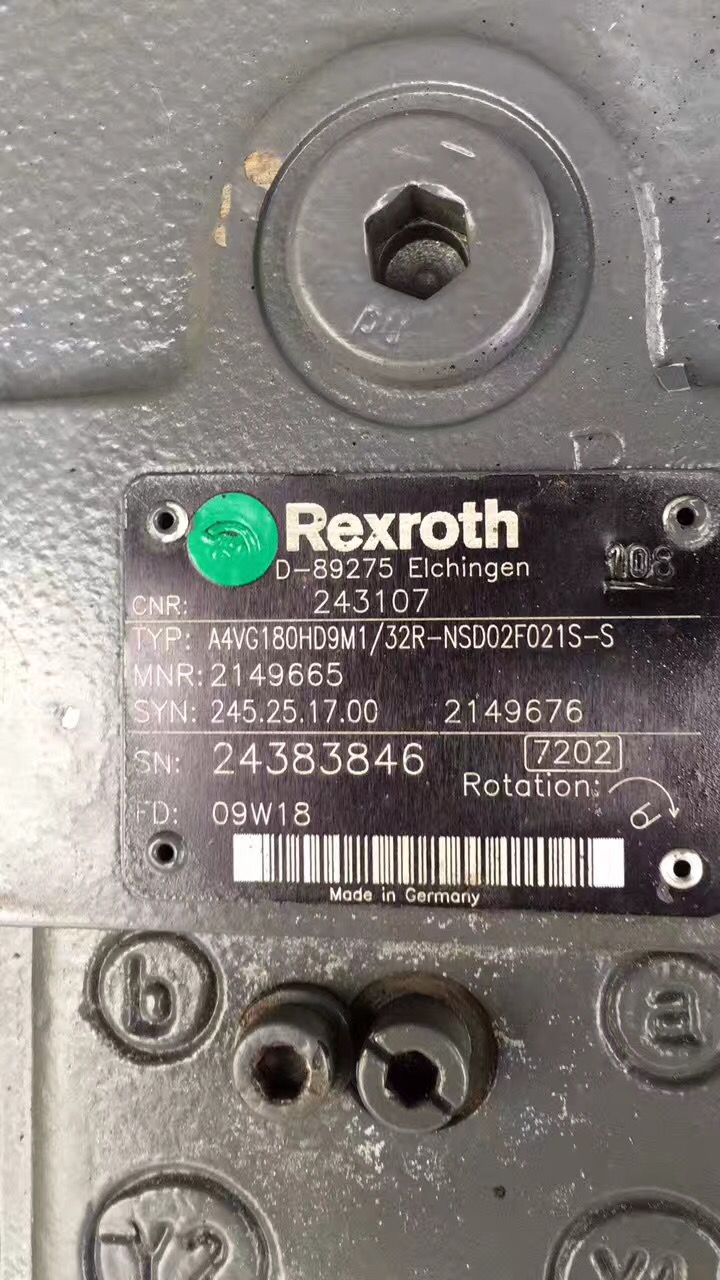 R
Rexroth
D-89275 Elchingen
108
CNR: 243107
TYP: A4VG180HD9M1/32R-NSD02F021S-S
MNR: 2149665
SYN: 245.25.17.00 2149676
SN: 24383846 7202
Rotation:
FD: 09W18
Made in Germany
b a
Y2